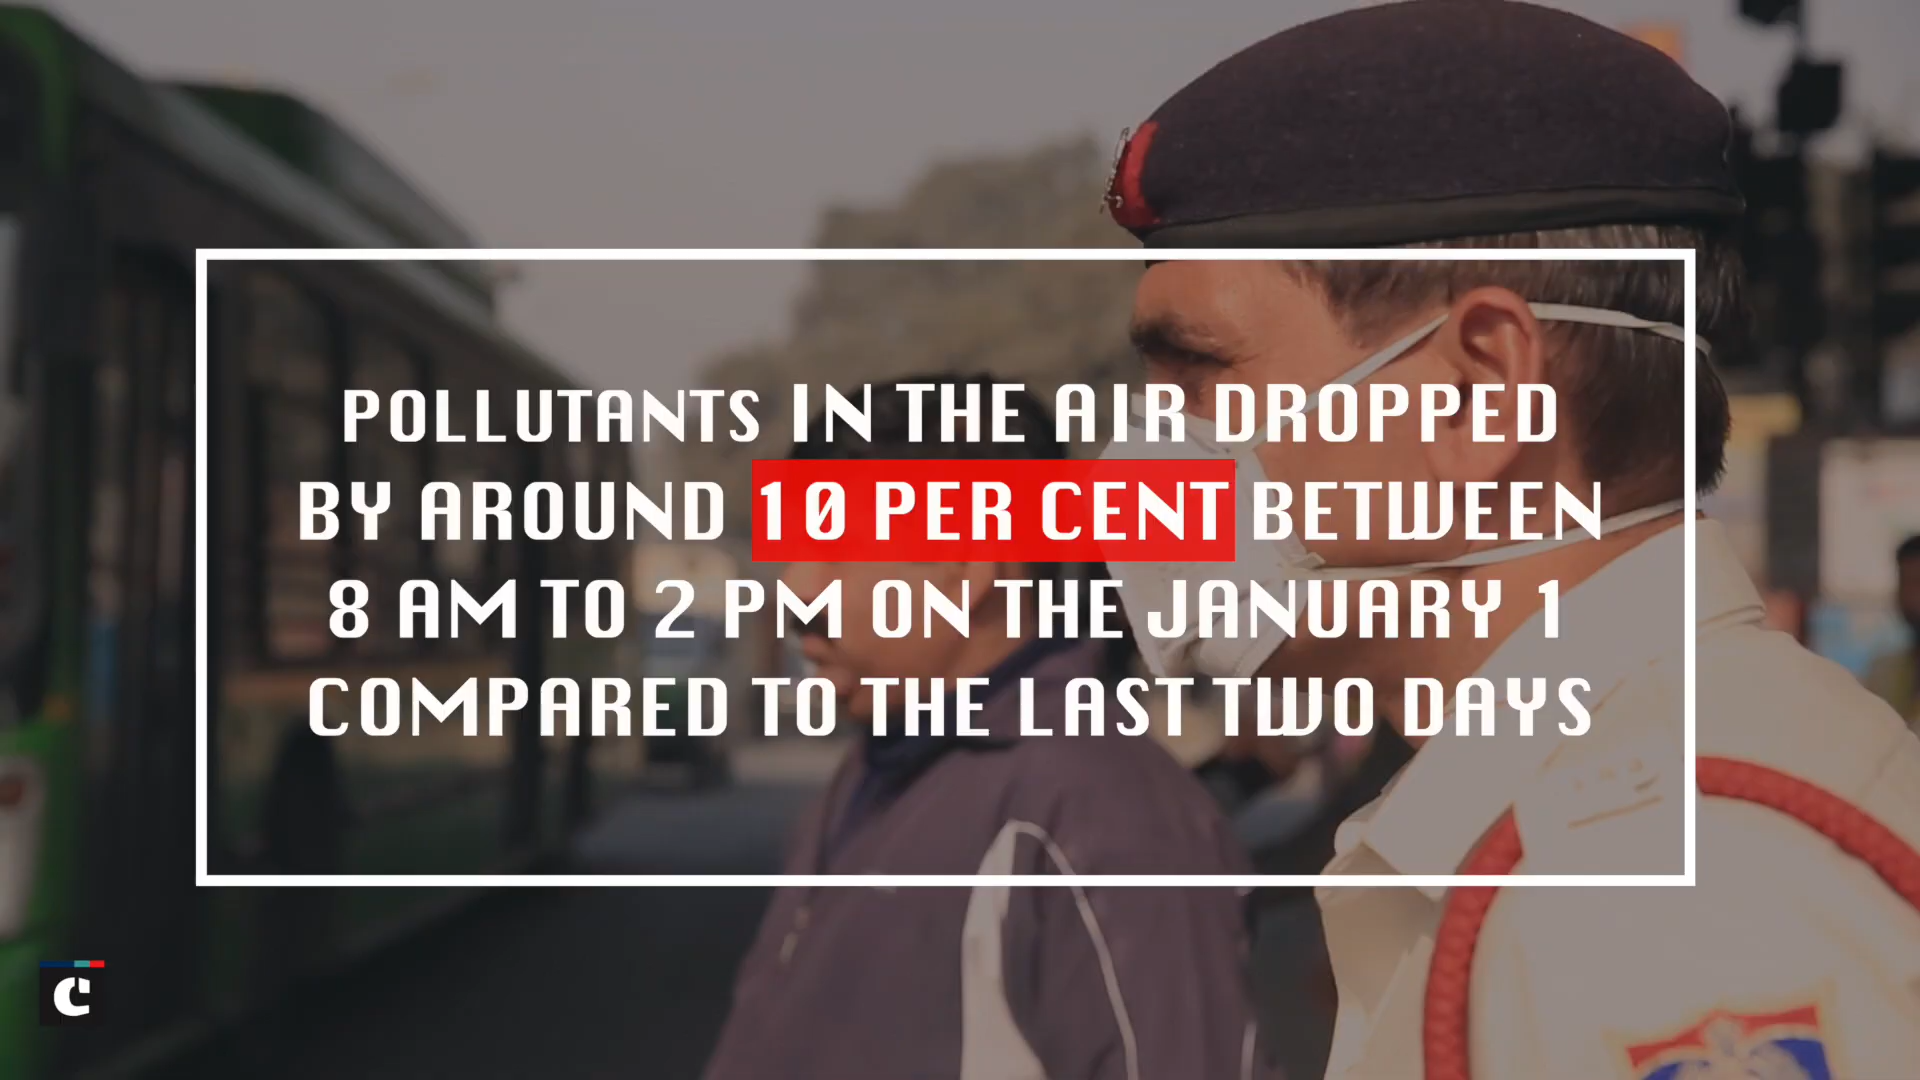 POLLUTANTS IN THE AIR DROPPED
BY AROUND 10 PER CENT BETWEEN
8 AM TO 2 PM ON THE JANUARY 1
COMPARED TO THE LAST TWO DAYS
c